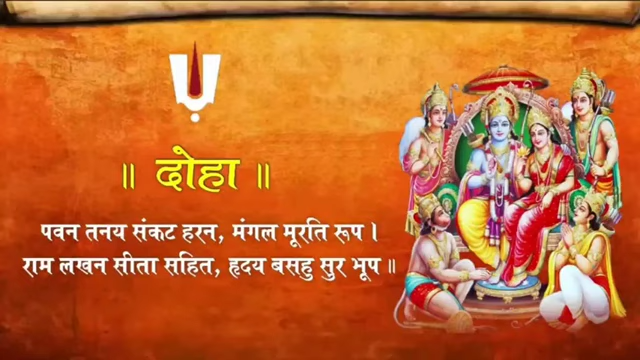 ॥ दोहा ॥
पवन तनय संकट हरन, मंगल मूरति रूप ।
राम लखन सीता सहित, हृदय बसहु सुर भूप ॥